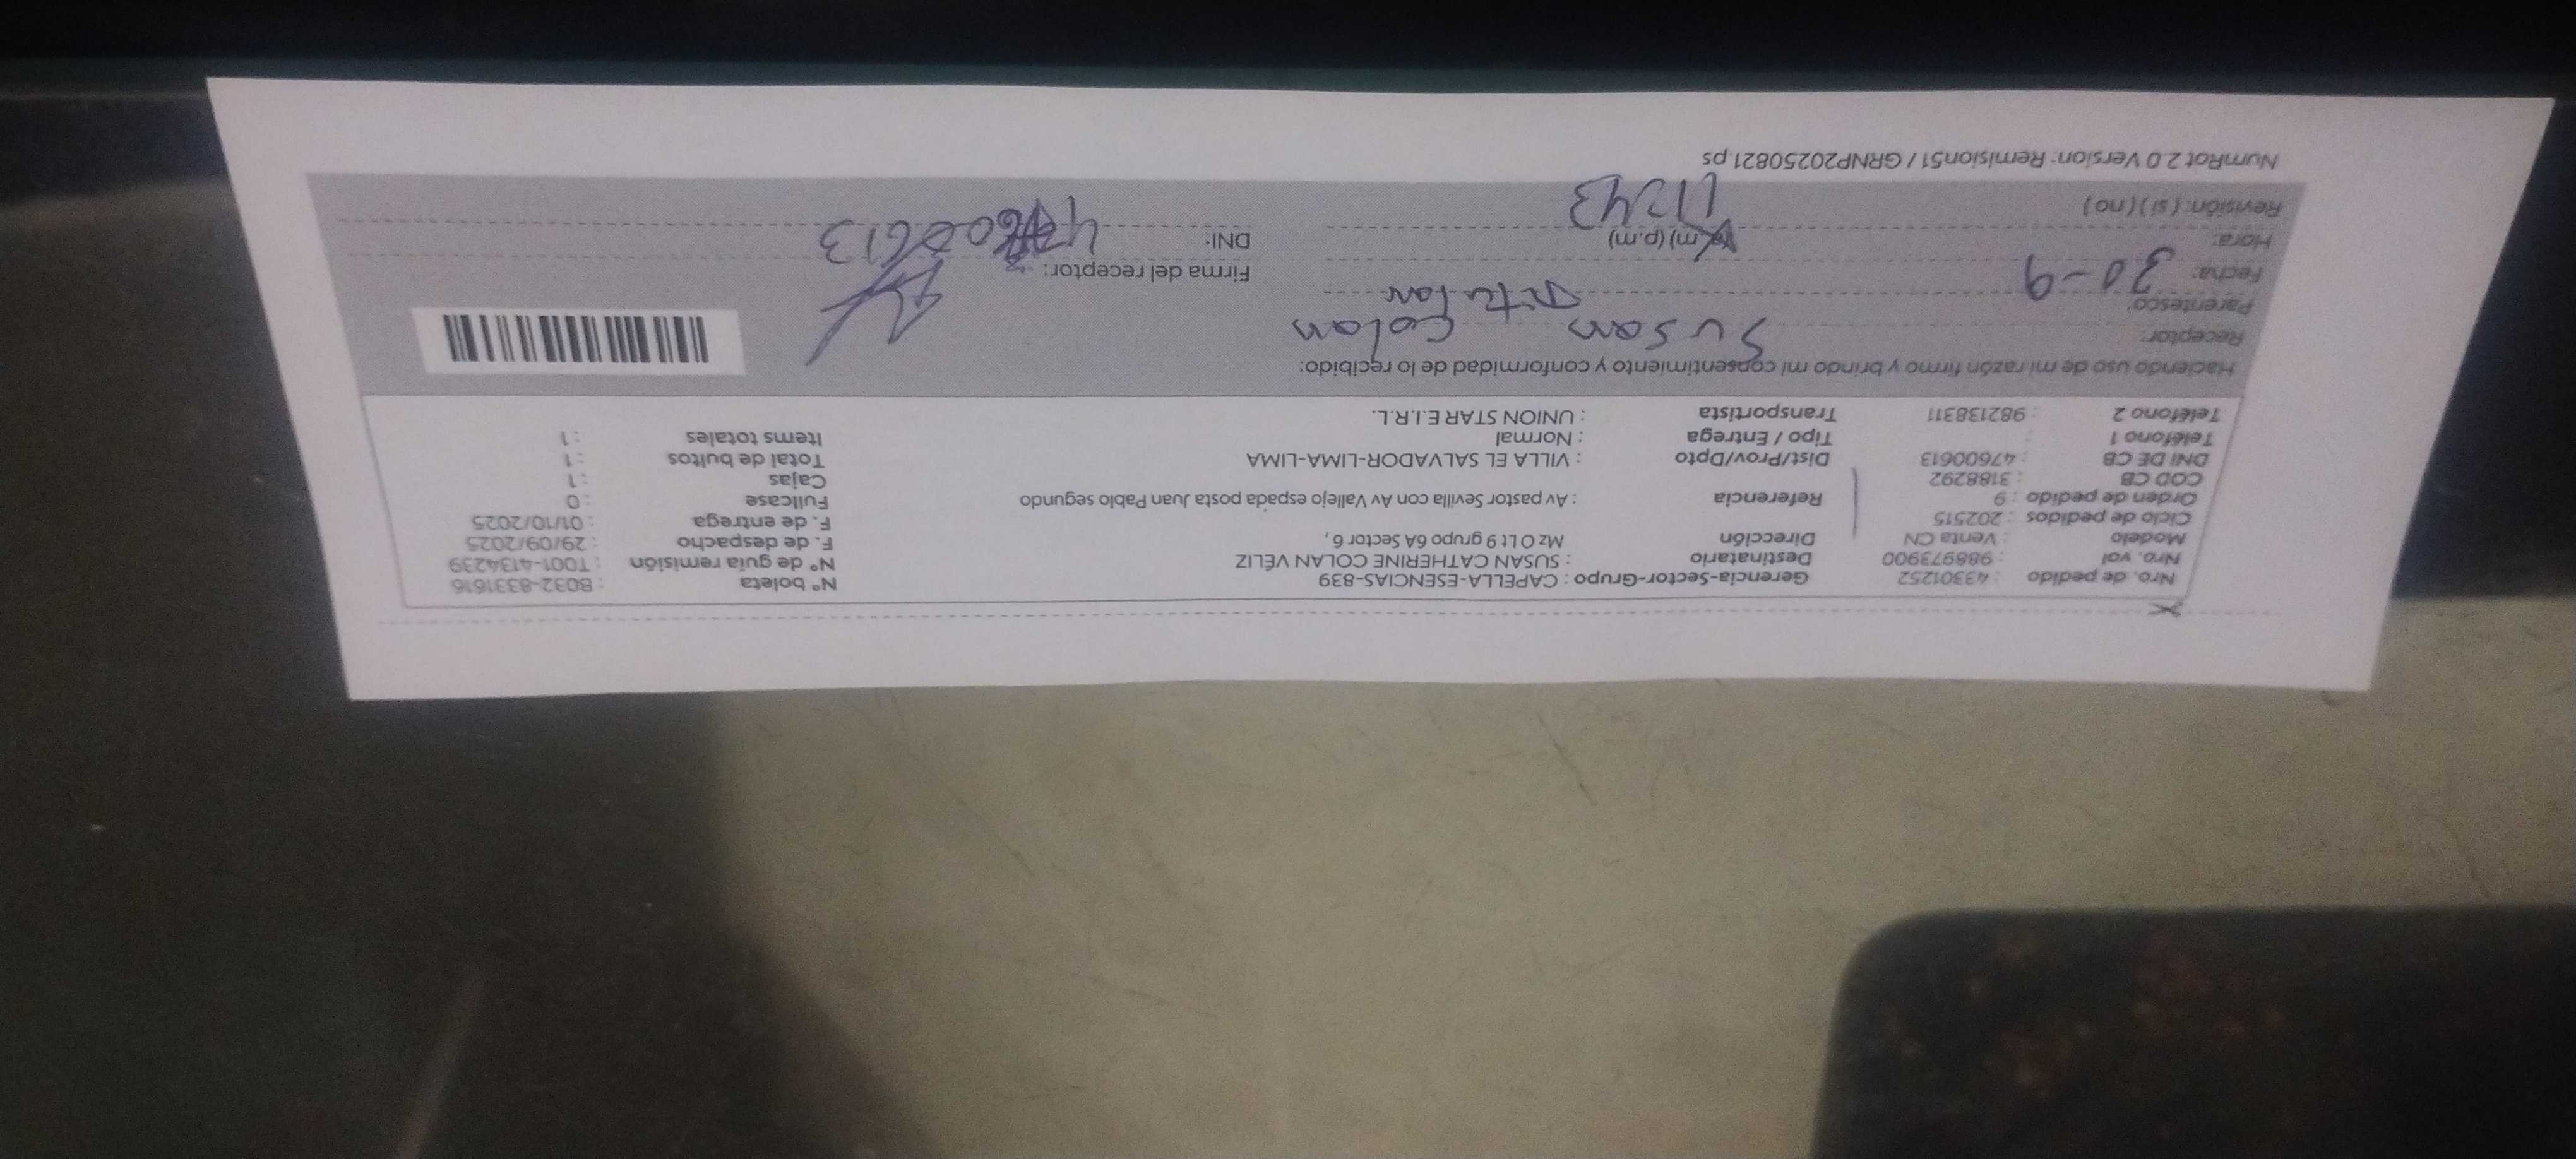 Nro. de pedido : 43301252 Gerencia-Sector-Grupo : CAPELLA-ESENCIAS-839 N° boleta : B032-8331616
Nro. val : 988973900 Destinatario : SUSAN CATHERINE COLAN VÉLIZ N° de guía remisión : T001-4134239
Modelo : Venta CN Dirección Mz O Lt 9 grupo 6A Sector 6 , F. de despacho : 29/09/2025
Ciclo de pedidos : 202515 F. de entrega : 01/10/2025
Orden de pedido : 9 Referencia : Av pastor Sevilla con Av Vallejo espada posta Juan Pablo segundo Fullcase : 0
COD CB : 3188292 Cajas : 1
DNI DE CB : 47600613 Dist/Prov/Dpto : VILLA EL SALVADOR-LIMA-LIMA Total de bultos : 1
Teléfono 1 : Tipo / Entrega : Normal Items totales : 1
Teléfono 2 : 982138311 Transportista : UNION STAR E.I.R.L.
Haciendo uso de mi razón firmo y brindo mi consentimiento y conformidad de lo recibido:
Receptor: Susan Colan
Parentesco: Titular
Fecha: 30-9 Firma del receptor:
Hora: (a.m) (p.m) DNI: 47600613
Revisión: ( si ) ( no ) 11:43
NumRot 2.0 Version: Remision51 / GRNP20250821.ps